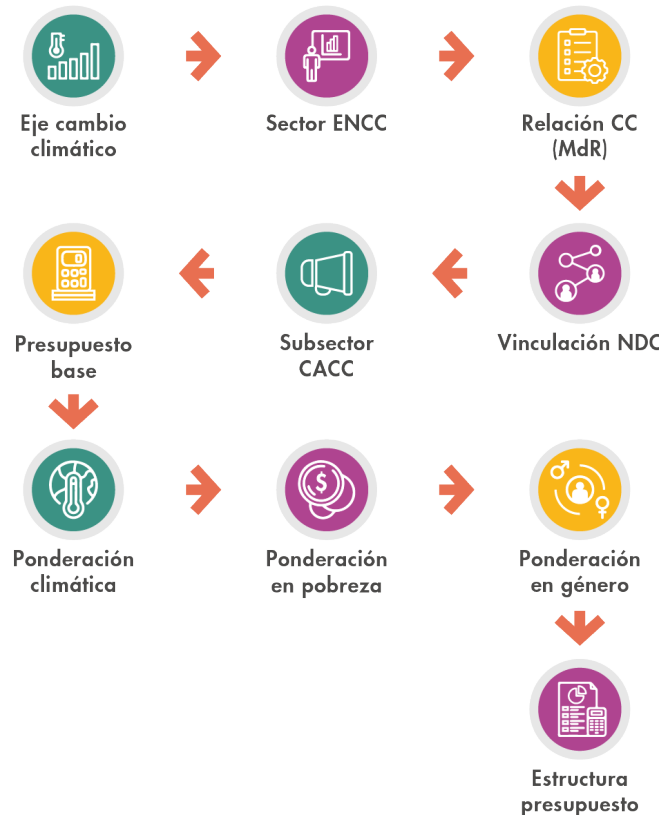 Eje cambio
climático
Sector ENCC
Relación CC
(MdR)
Vinculación NDC
Subsector
CACC
Presupuesto
base
Ponderación
climática
Ponderación
en pobreza
Ponderación
en género
Estructura
presupuesto